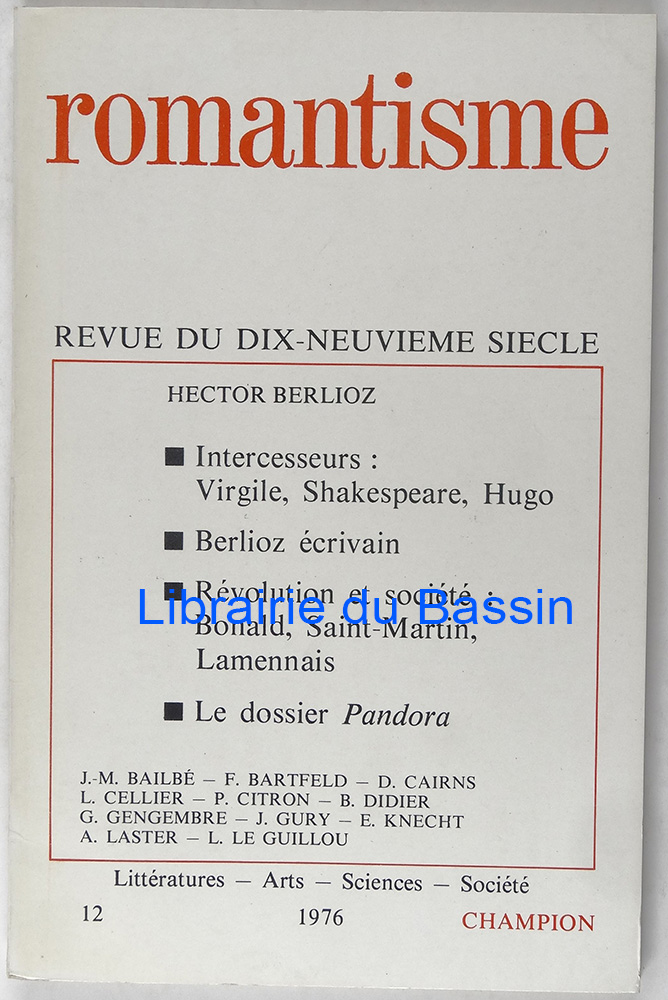 romantisme
REVUE DU DIX-NEUVIEME SIECLE
HECTOR BERLIOZ
■ Intercesseurs :
Virgile, Shakespeare, Hugo
■ Berlioz écrivain
■ Révolution et société :
Librairie du Bassin
Bonald, Saint-Martin,
Lamennais
■ Le dossier Pandora
J.-M. BAILBÉ – F. BARTFELD – D. CAIRNS
L. CELLIER – P. CITRON – B. DIDIER
G. GENGEMBRE – J. GURY – E. KNECHT
A. LASTER – L. LE GUILLOU
Littératures – Arts – Sciences – Société
12 1976 CHAMPION